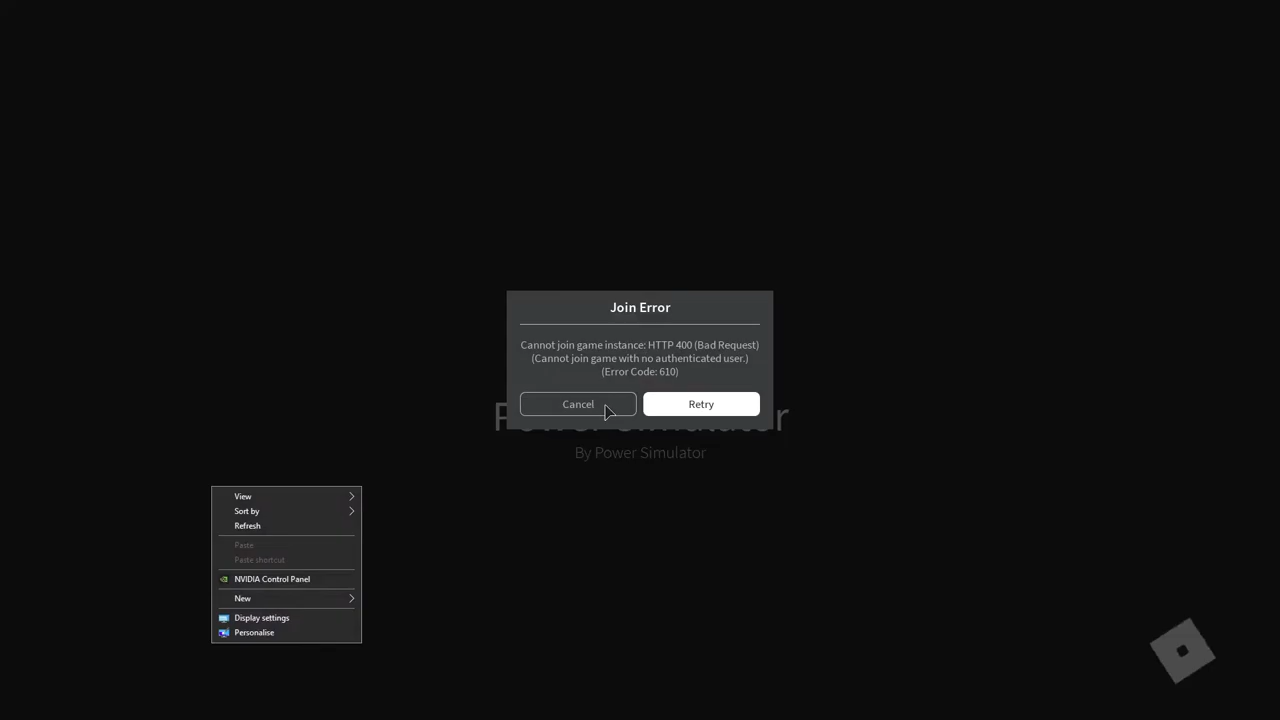 Join Error
Cannot join game instance: HTTP 400 (Bad Request)
(Cannot join game with no authenticated user.)
(Error Code: 610)
Cancel
Retry
Power Simulator
By Power Simulator
View
Sort by
Refresh
Paste
Paste shortcut
NVIDIA Control Panel
New
Display settings
Personalise